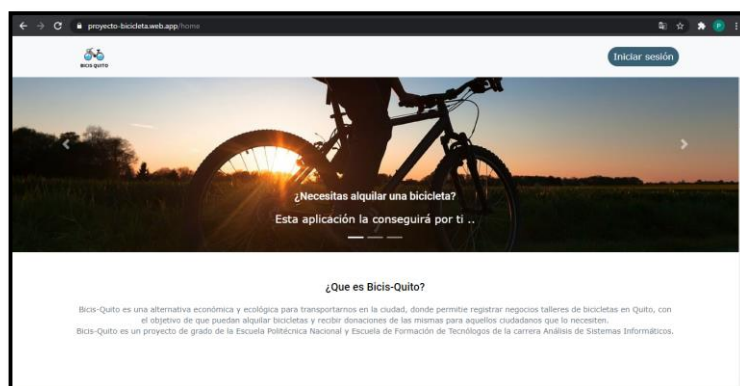 proyecto-bicicleta.web.app/home
BICIS QUITO
Iniciar sesión
¿Necesitas alquilar una bicicleta?
Esta aplicación la conseguirá por ti ..
¿Que es Bicis-Quito?
Bicis-Quito es una alternativa económica y ecológica para transportarnos en la ciudad, donde permitie registrar negocios talleres de bicicletas en Quito, con
el objetivo de que puedan alquilar bicicletas y recibir donaciones de las mismas para aquellos ciudadanos que lo necesiten.
Bicis-Quito es un proyecto de grado de la Escuela Politécnica Nacional y Escuela de Formación de Tecnólogos de la carrera Análisis de Sistemas Informáticos.